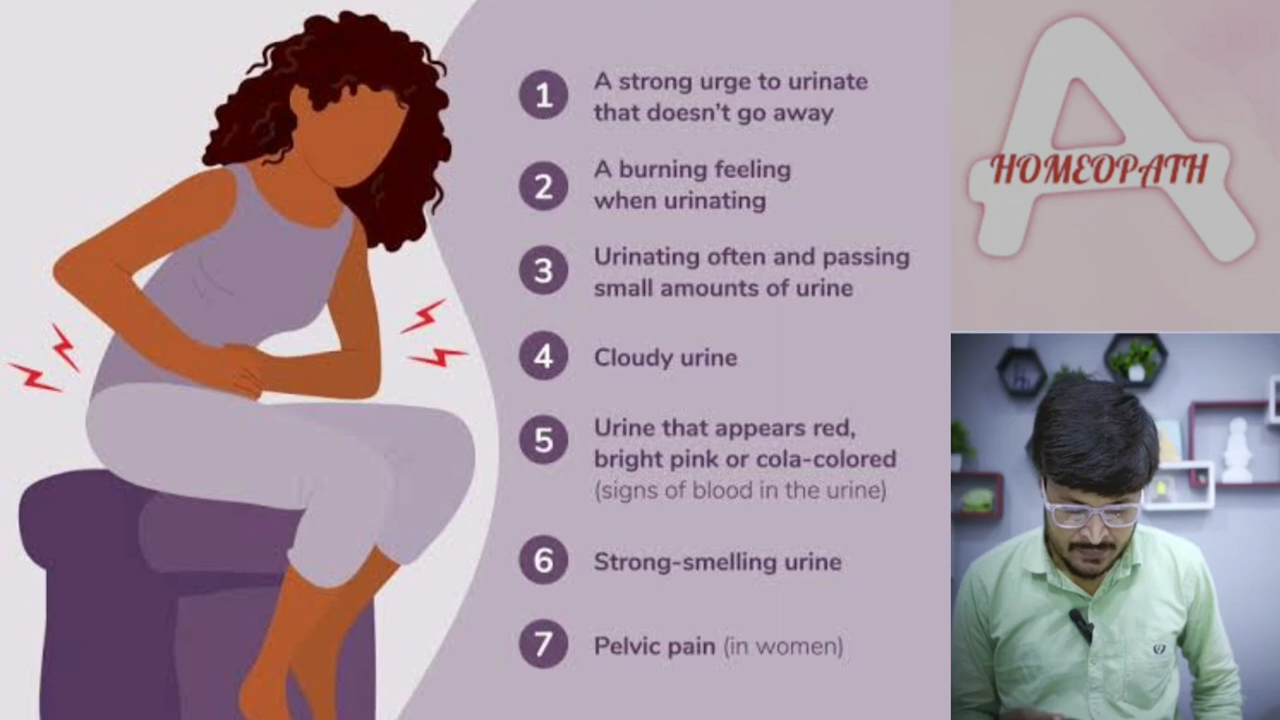 1
A strong urge to urinate
that doesn't go away
2
A burning feeling
when urinating
3
Urinating often and passing
small amounts of urine
4
Cloudy urine
5
Urine that appears red,
bright pink or cola-colored
(signs of blood in the urine)
6
Strong-smelling urine
7
Pelvic pain (in women)
A
HOMEOPATH